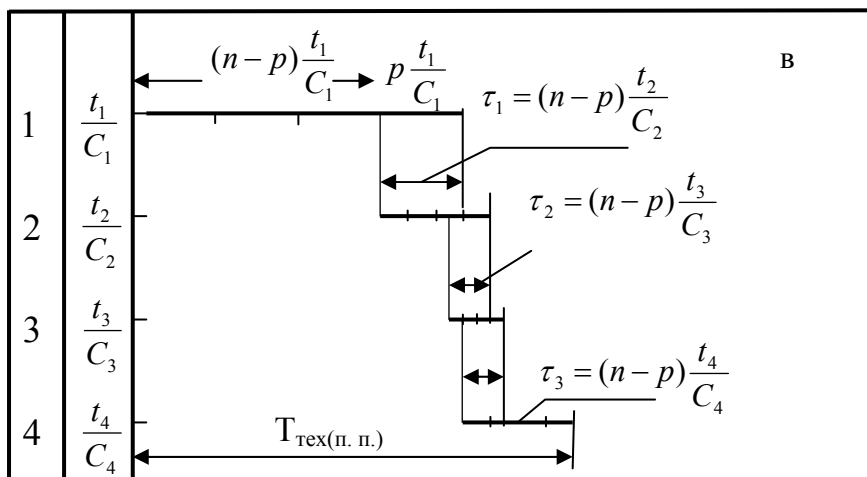 (n − p) t₁/C₁ p t₁/C₁ в
1 t₁/C₁ τ₁ = (n − p) t₂/C₂
2 t₂/C₂ τ₂ = (n − p) t₃/C₃
3 t₃/C₃
4 t₄/C₄ τ₃ = (n − p) t₄/C₄
Tтех(п. п.)